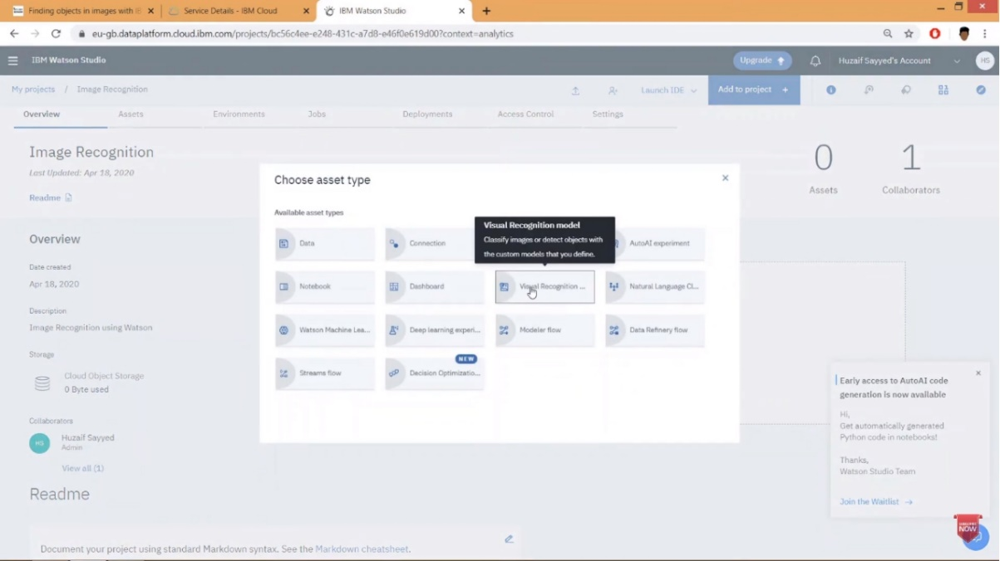 Finding objects in images with
Service Details - IBM Cloud
IBM Watson Studio
eu-gb.dataplatform.cloud.ibm.com/projects/bc56c4ee-e248-431c-a7d8-e46f0e619d00?context=analytics
IBM Watson Studio
Upgrade
Huzaif Sayyed's Account
HS
My projects / Image Recognition
Launch IDE
Add to project +
Overview
Assets
Environments
Jobs
Deployments
Access Control
Settings
Image Recognition
Last Updated: Apr 18, 2020
Readme
0
Assets
1
Collaborators
Overview
Date created
Apr 18, 2020
Description
Image Recognition using Watson
Storage
Cloud Object Storage
0 Byte used
Collaborators
HS
Huzaif Sayyed
Admin
View all (1)
Readme
Document your project using standard Markdown syntax. See the Markdown cheatsheet.
Choose asset type
Available asset types
Visual Recognition model
Classify images or detect objects with
the custom models that you define.
Data
Connection
AutoAI experiment
Notebook
Dashboard
Visual Recognition ...
Natural Language Cl...
Watson Machine Lea...
Deep learning experi...
Modeler flow
Data Refinery flow
Streams flow
NEW
Decision Optimizatio...
Early access to AutoAI code
generation is now available
Hi,
Get automatically generated
Python code in notebooks!
Thanks,
Watson Studio Team
Join the Waitlist
NOW